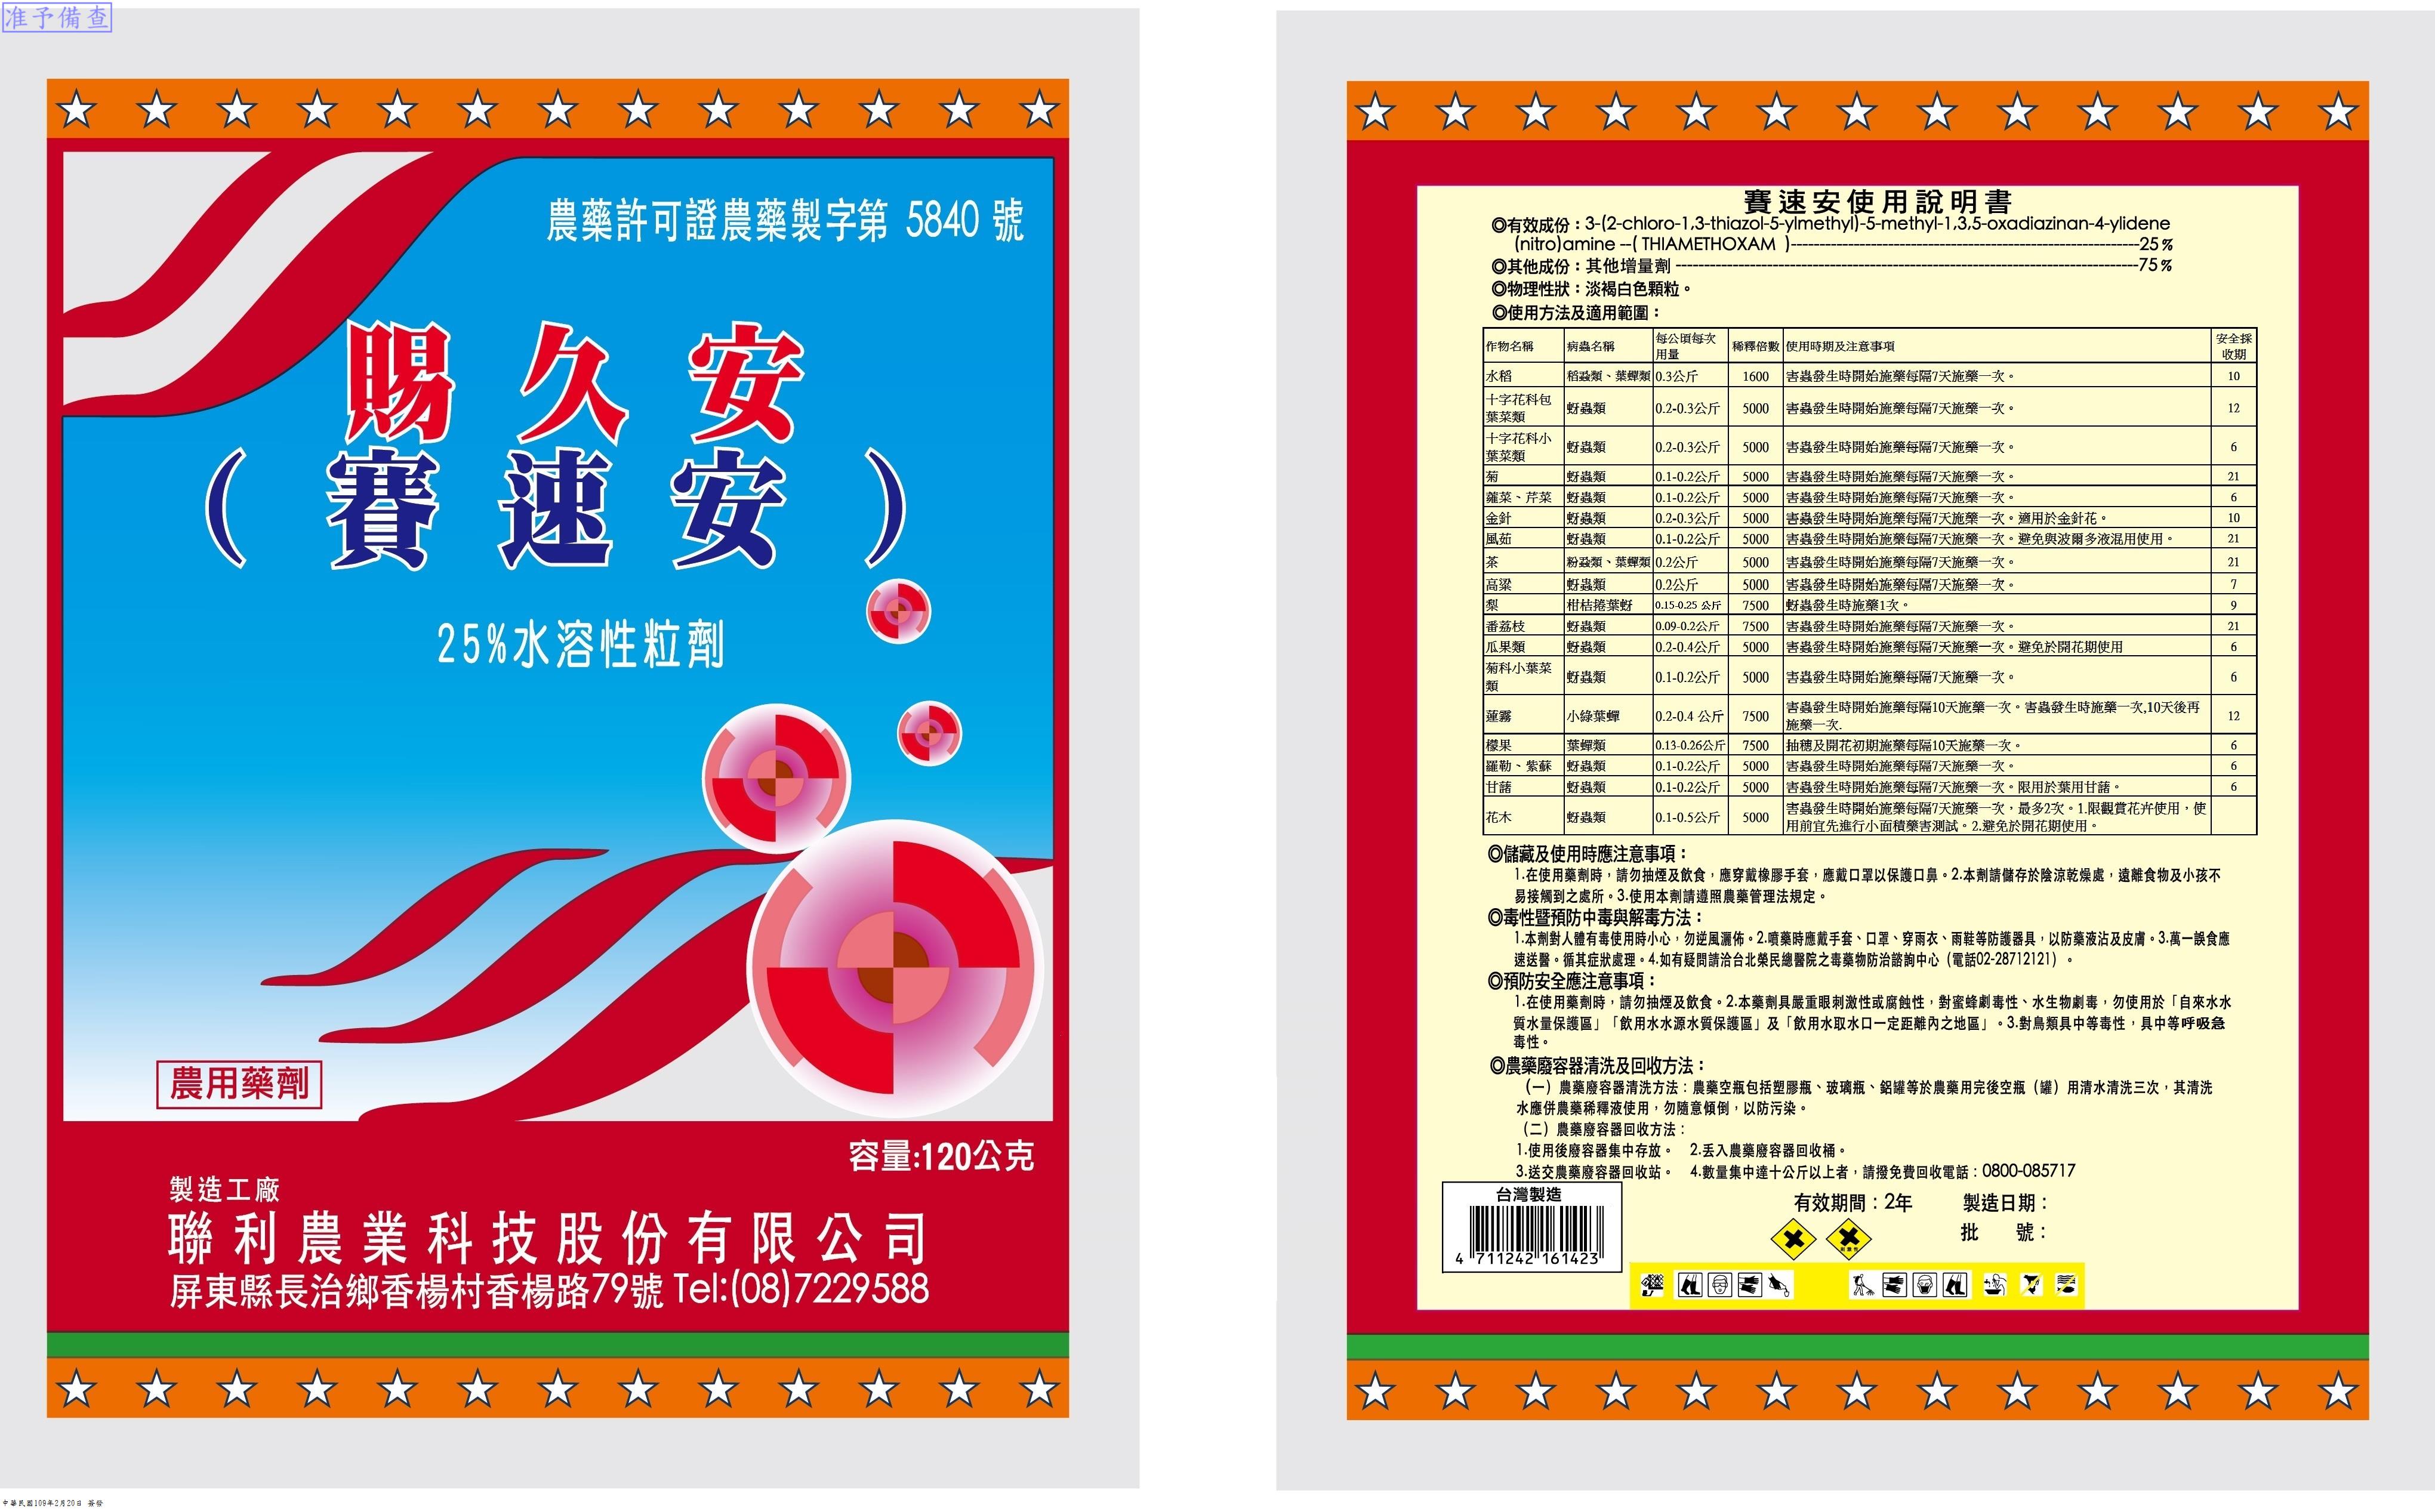 准予備查
農藥許可證農藥製字第 5840 號
賜久安
(賽速安)
25%水溶性粒劑
農用藥劑
容量:120公克
製造工廠
聯利農業科技股份有限公司
屏東縣長治鄉香楊村香楊路79號 Tel:(08)7229588
中華民國109年2月20日 簽發
賽速安使用說明書
◎有效成份：3-(2-chloro-1,3-thiazol-5-ylmethyl)-5-methyl-1,3,5-oxadiazinan-4-ylidene
(nitro)amine --( THIAMETHOXAM )------------------------------------------------------------25%
◎其他成份：其他增量劑 --------------------------------------------------------------------------------75%
◎物理性狀：淡褐白色顆粒。
◎使用方法及適用範圍：
作物名稱 病蟲名稱 每公頃每次用量 稀釋倍數 使用時期及注意事項 安全採收期
水稻 稻蝨類、葉蟬類 0.3公斤 1600 害蟲發生時開始施藥每隔7天施藥一次。 10
十字花科包葉菜類 蚜蟲類 0.2-0.3公斤 5000 害蟲發生時開始施藥每隔7天施藥一次。 12
十字花科小葉菜類 蚜蟲類 0.2-0.3公斤 5000 害蟲發生時開始施藥每隔7天施藥一次。 6
菊 蚜蟲類 0.1-0.2公斤 5000 害蟲發生時開始施藥每隔7天施藥一次。 21
蕹菜、芹菜 蚜蟲類 0.1-0.2公斤 5000 害蟲發生時開始施藥每隔7天施藥一次。 6
金針 蚜蟲類 0.2-0.3公斤 5000 害蟲發生時開始施藥每隔7天施藥一次。適用於金針花。 10
風茹 蚜蟲類 0.1-0.2公斤 5000 害蟲發生時開始施藥每隔7天施藥一次。避免與波爾多液混用使用。 21
茶 粉蝨類、葉蟬類 0.2公斤 5000 害蟲發生時開始施藥每隔7天施藥一次。 21
高粱 蚜蟲類 0.2公斤 5000 害蟲發生時開始施藥每隔7天施藥一次。 7
梨 柑桔捲葉蚜 0.15-0.25 公斤 7500 蚜蟲發生時施藥1次。 9
番荔枝 蚜蟲類 0.09-0.2公斤 7500 害蟲發生時開始施藥每隔7天施藥一次。 21
瓜果類 蚜蟲類 0.2-0.4公斤 5000 害蟲發生時開始施藥每隔7天施藥一次。避免於開花期使用 6
菊科小葉菜類 蚜蟲類 0.1-0.2公斤 5000 害蟲發生時開始施藥每隔7天施藥一次。 6
蓮霧 小綠葉蟬 0.2-0.4 公斤 7500 害蟲發生時開始施藥每隔10天施藥一次。害蟲發生時施藥一次,10天後再施藥一次. 12
檬果 葉蟬類 0.13-0.26公斤 7500 抽穗及開花初期施藥每隔10天施藥一次。 6
羅勒、紫蘇 蚜蟲類 0.1-0.2公斤 5000 害蟲發生時開始施藥每隔7天施藥一次。 6
甘藷 蚜蟲類 0.1-0.2公斤 5000 害蟲發生時開始施藥每隔7天施藥一次。限用於葉用甘藷。 6
花木 蚜蟲類 0.1-0.5公斤 5000 害蟲發生時開始施藥每隔7天施藥一次，最多2次。1.限觀賞花卉使用，使用前宜先進行小面積藥害測試。2.避免於開花期使用。
◎儲藏及使用時應注意事項：
1.在使用藥劑時，請勿抽煙及飲食，應穿戴橡膠手套，應戴口罩以保護口鼻。2.本劑請儲存於陰涼乾燥處，遠離食物及小孩不
易接觸到之處所。3.使用本劑請遵照農藥管理法規定。
◎毒性暨預防中毒與解毒方法：
1.本劑對人體有毒使用時小心，勿逆風灑佈。2.噴藥時應戴手套、口罩、穿雨衣、雨鞋等防護器具，以防藥液沾及皮膚。3.萬一誤食應
速送醫。循其症狀處理。4.如有疑問請洽台北榮民總醫院之毒藥物防治諮詢中心（電話02-28712121）。
◎預防安全應注意事項：
1.在使用藥劑時，請勿抽煙及飲食。2.本藥劑具嚴重眼刺激性或腐蝕性，對蜜蜂劇毒性、水生物劇毒，勿使用於「自來水水
質水量保護區」「飲用水水源水質保護區」及「飲用水取水口一定距離內之地區」。3.對鳥類具中等毒性，具中等呼吸急
毒性。
◎農藥廢容器清洗及回收方法：
（一）農藥廢容器清洗方法：農藥空瓶包括塑膠瓶、玻璃瓶、鋁罐等於農藥用完後空瓶（罐）用清水清洗三次，其清洗
水應併農藥稀釋液使用，勿隨意傾倒，以防污染。
（二）農藥廢容器回收方法：
1.使用後廢容器集中存放。 2.丟入農藥廢容器回收桶。
3.送交農藥廢容器回收站。 4.數量集中達十公斤以上者，請撥免費回收電話：0800-085717
台灣製造
4 711242 161423
有效期間：2年 製造日期：
批 號：